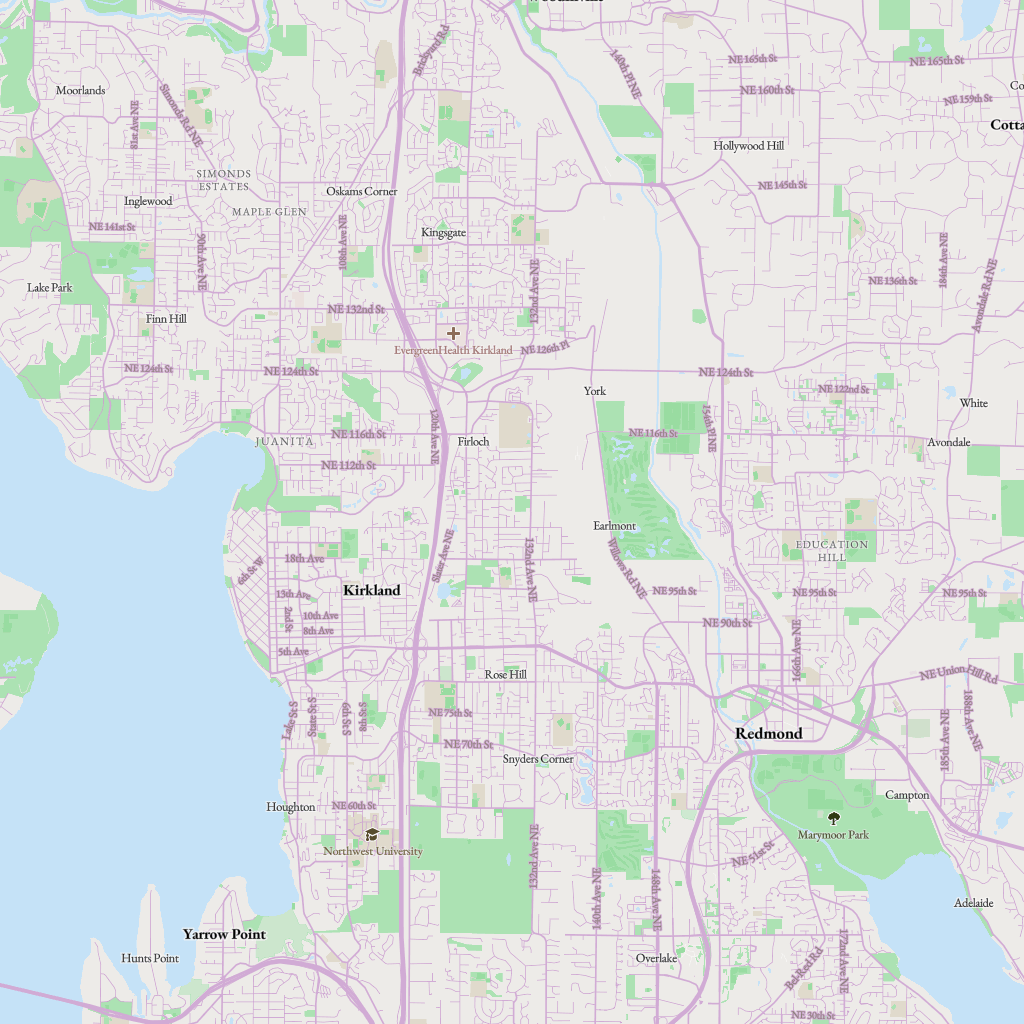 Brickyard Rd
140th Pl NE
NE 165th St
NE 165th St
Moorlands
Simonds Rd NE
NE 160th St
NE 159th St
81st Ave NE
Hollywood Hill
SIMONDS
ESTATES
Oskams Corner
NE 145th St
Inglewood
MAPLE GLEN
NE 141st St
Kingsgate
90th Ave NE
108th Ave NE
132nd Ave NE
184th Ave NE
Avondale Rd NE
NE 136th St
Lake Park
Finn Hill
NE 132nd St
EvergreenHealth Kirkland
NE 126th Pl
NE 124th St
NE 124th St
NE 124th St
York
NE 122nd St
White
120th Ave NE
154th Pl NE
JUANITA
NE 116th St
Firloch
NE 116th St
Avondale
NE 112th St
Earlmont
EDUCATION
HILL
Slater Ave NE
132nd Ave NE
Willows Rd NE
18th Ave
6th St W
Kirkland
13th Ave
NE 95th St
NE 95th St
NE 95th St
2nd St
10th Ave
8th Ave
NE 90th St
166th Ave NE
5th Ave
Rose Hill
NE Union Hill Rd
Lake St S
State St S
6th St S
8th St S
NE 75th St
188th Ave NE
185th Ave NE
Redmond
NE 70th St
Snyders Corner
Houghton
NE 60th St
Campton
Marymoor Park
Northwest University
NE 51st St
132nd Ave NE
140th Ave NE
148th Ave NE
Adelaide
Yarrow Point
Hunts Point
Overlake
Bel-Red Rd
172nd Ave NE
NE 30th St